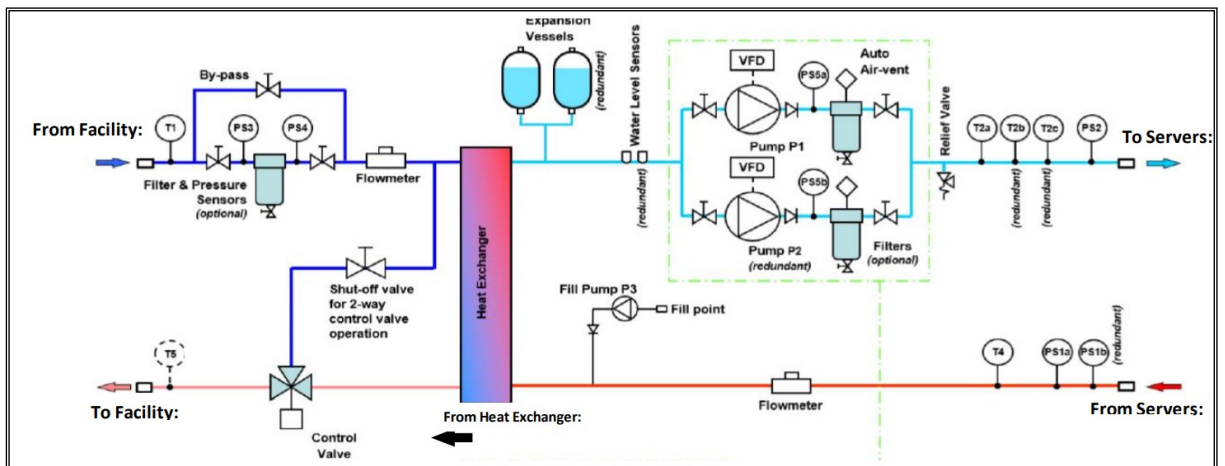 Expansion
Vessels
(redundant)
Water Level Sensors
(redundant)
VFD
PS5a
Auto
Air-vent
By-pass
From Facility:
T1
PS3
PS4
Flowmeter
Filter & Pressure
Sensors
(optional)
Pump P1
VFD
PS5b
Pump P2
(redundant)
Filters
(optional)
Relief Valve
T2a
T2b
T2c
PS2
(redundant)
(redundant)
To Servers:
Heat Exchanger
Shut-off valve
for 2-way
control valve
operation
Fill Pump P3
Fill point
T5
To Facility:
Control
Valve
From Heat Exchanger:
Flowmeter
T4
PS1a
PS1b
(redundant)
From Servers: